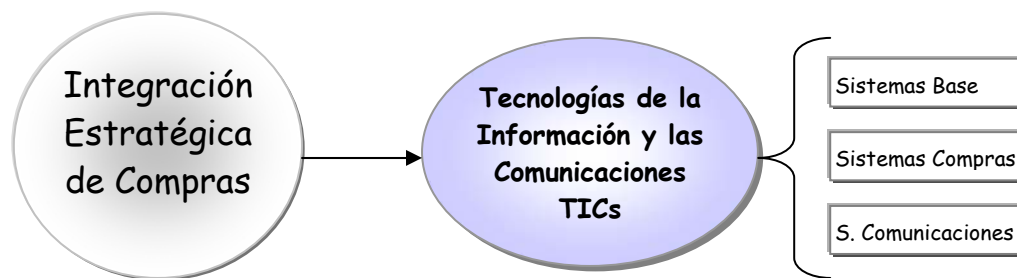 Integración
Estratégica
de Compras
Tecnologías de la
Información y las
Comunicaciones
TICs
Sistemas Base
Sistemas Compras
S. Comunicaciones